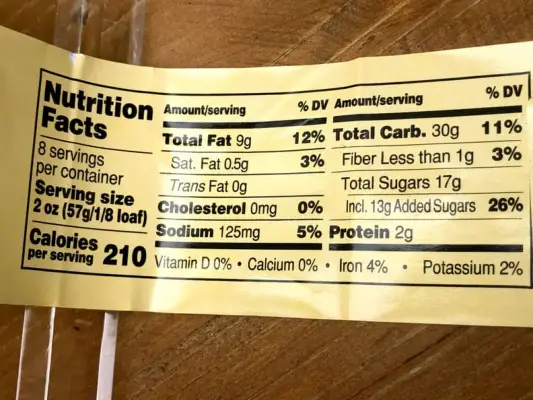 Nutrition
Facts
8 servings
per container
Serving size
2 oz (57g/1/8 loaf)
Calories
per serving 210
Amount/serving % DV
Total Fat 9g 12%
Sat. Fat 0.5g 3%
Trans Fat 0g
Cholesterol 0mg 0%
Sodium 125mg 5%
Amount/serving % DV
Total Carb. 30g 11%
Fiber Less than 1g 3%
Total Sugars 17g
Incl. 13g Added Sugars 26%
Protein 2g
Vitamin D 0% • Calcium 0% • Iron 4% • Potassium 2%